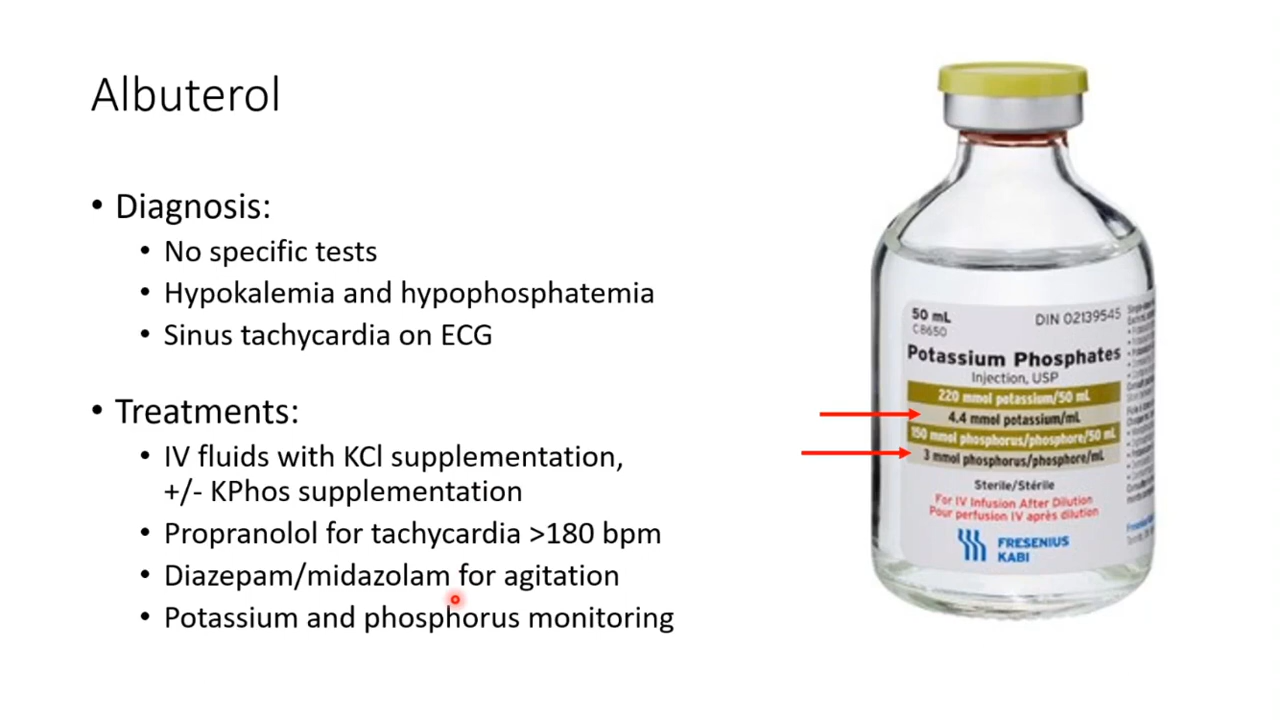 Albuterol
• Diagnosis:
• No specific tests
• Hypokalemia and hypophosphatemia
• Sinus tachycardia on ECG
• Treatments:
• IV fluids with KCl supplementation,
+/- KPhos supplementation
• Propranolol for tachycardia >180 bpm
• Diazepam/midazolam for agitation
• Potassium and phosphorus monitoring
50 mL
C8650
DIN 02139545
Potassium Phosphates
Injection, USP
220 mmol potassium/50 mL
4.4 mmol potassium/mL
150 mmol phosphorus/phosphore/50 mL
3 mmol phosphorus/phosphore/mL
Sterile/Stérile
For IV Infusion After Dilution
Pour perfusion IV après dilution
FRESENIUS
KABI